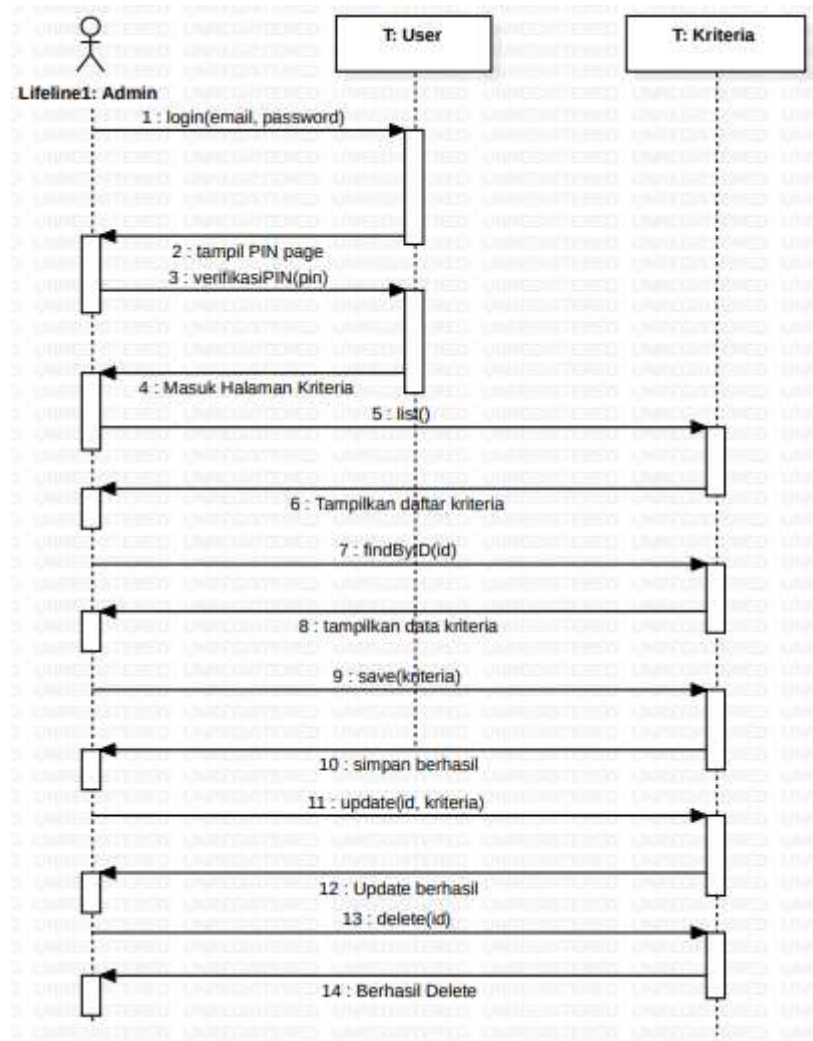 T: User
T: Kriteria
Lifeline1: Admin
1 : login(email, password)
2 : tampil PIN page
3 : verifikasiPIN(pin)
4 : Masuk Halaman Kriteria
5 : list()
6 : Tampilkan daftar kriteria
7 : findByID(id)
8 : tampilkan data kriteria
9 : save(kriteria)
10 : simpan berhasil
11 : update(id, kriteria)
12 : Update berhasil
13 : delete(id)
14 : Berhasil Delete
UNREGISTERED